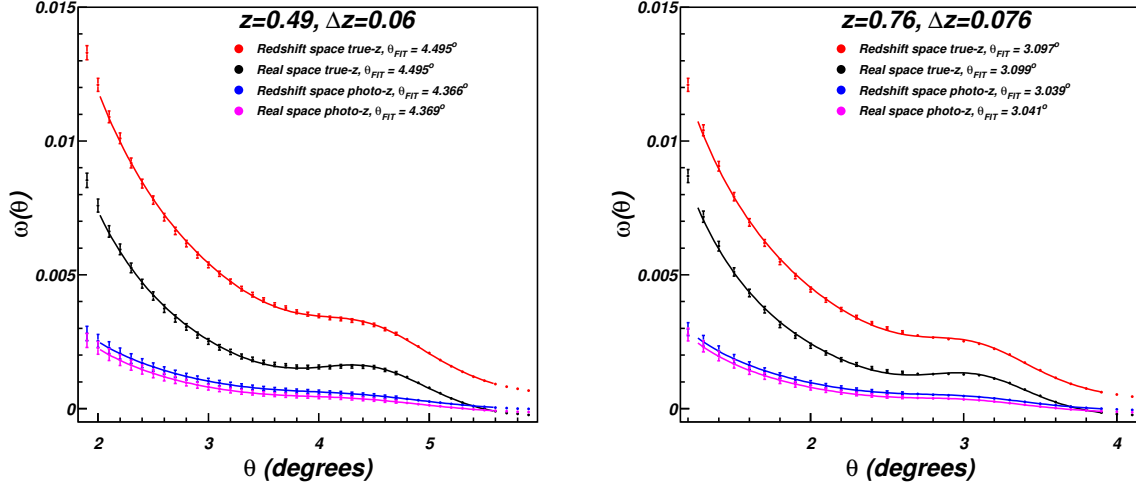 z=0.49, Δz=0.06
Redshift space true-z, θFIT = 4.495°
Real space true-z, θFIT = 4.495°
Redshift space photo-z, θFIT = 4.366°
Real space photo-z, θFIT = 4.369°
0.015
0.01
0.005
0
ω(θ)
2 3 4 5
θ (degrees)
z=0.76, Δz=0.076
Redshift space true-z, θFIT = 3.097°
Real space true-z, θFIT = 3.099°
Redshift space photo-z, θFIT = 3.039°
Real space photo-z, θFIT = 3.041°
0.015
0.01
0.005
0
ω(θ)
2 3 4
θ (degrees)